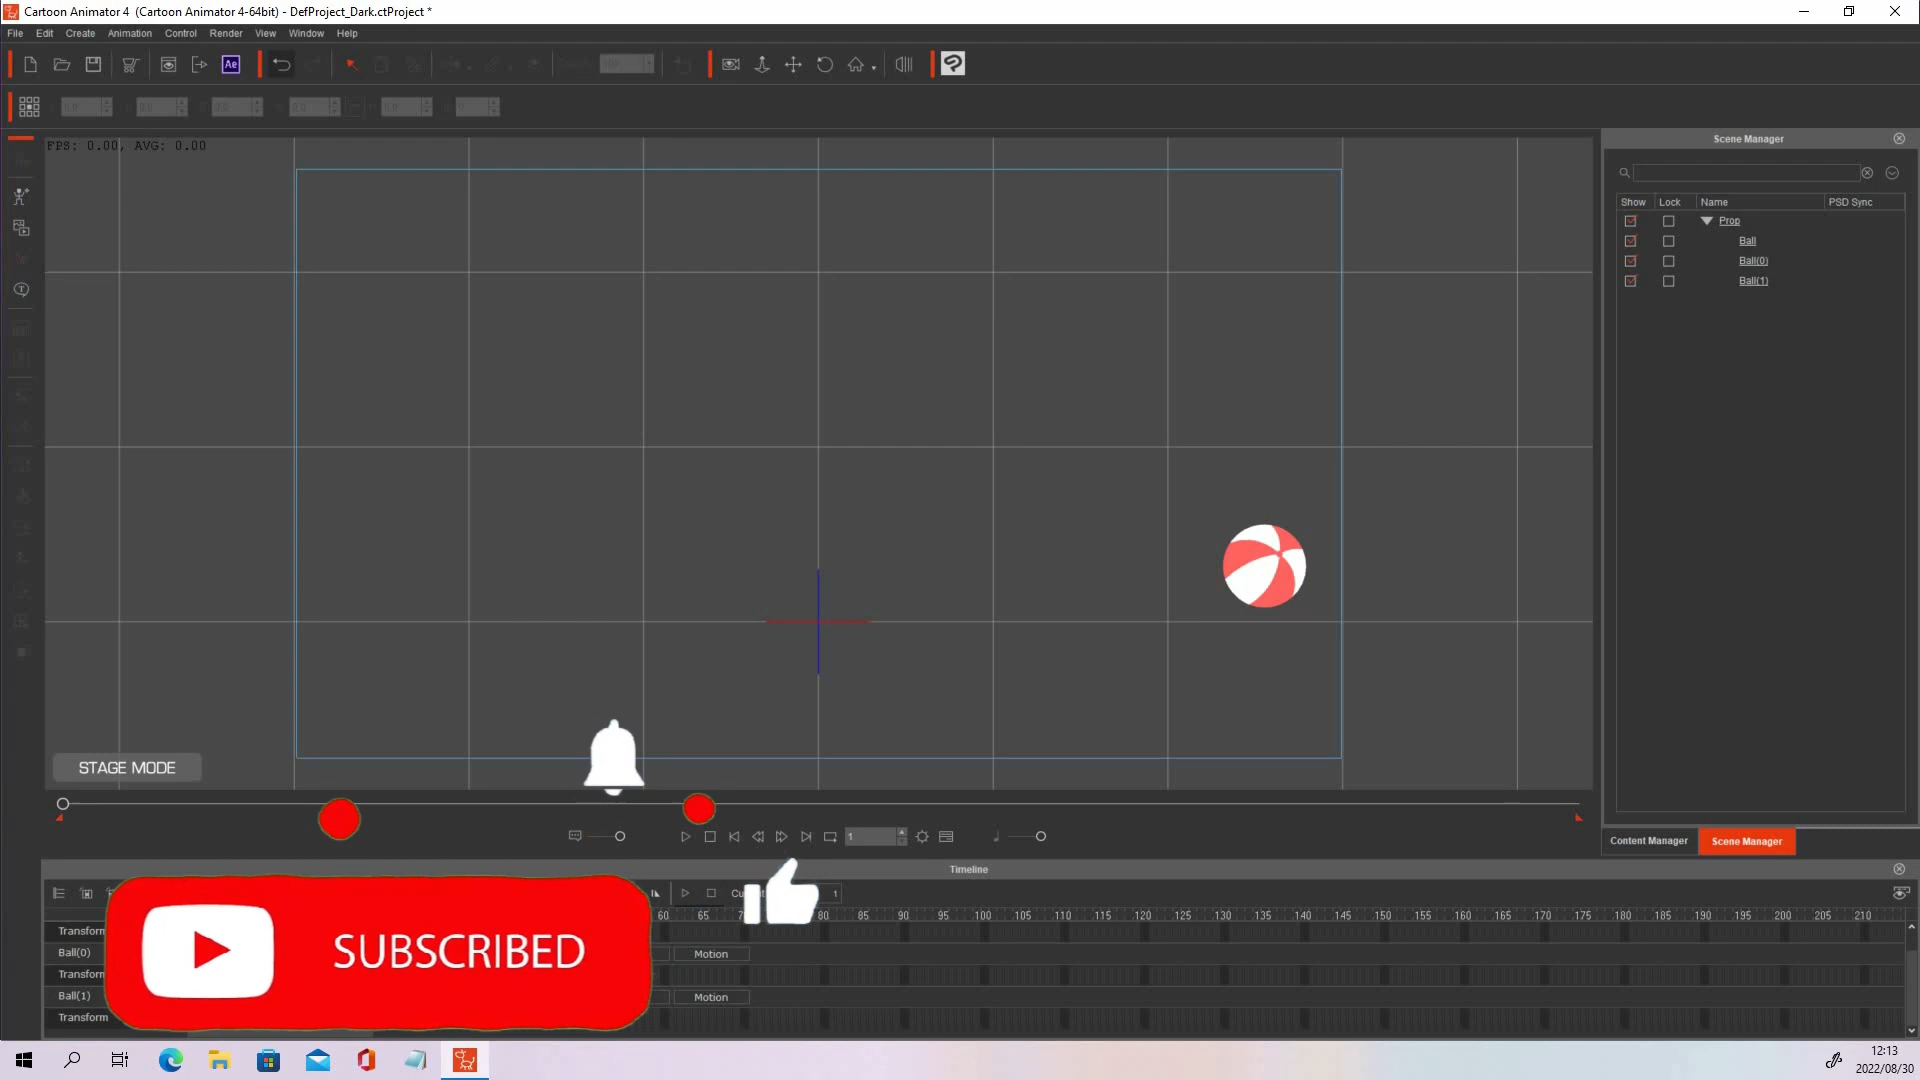 Cartoon Animator 4 (Cartoon Animator 4-64bit) - DefProject_Dark.ctProject *
File Edit Create Animation Control Render View Window Help
Ae
FPS: 0.00, AVG: 0.00
Scene Manager
Show Lock Name PSD Sync
Prop
Ball
Ball(0)
Ball(1)
STAGE MODE
1
Content Manager Scene Manager
Timeline
1
60 65 80 85 90 95 100 105 110 115 120 125 130 135 140 145 150 155 160 165 170 175 180 185 190 195 200 205 210
Transform
Ball(0) Motion
Transform
Ball(1) Motion
Transform
SUBSCRIBED
12:13
2022/08/30